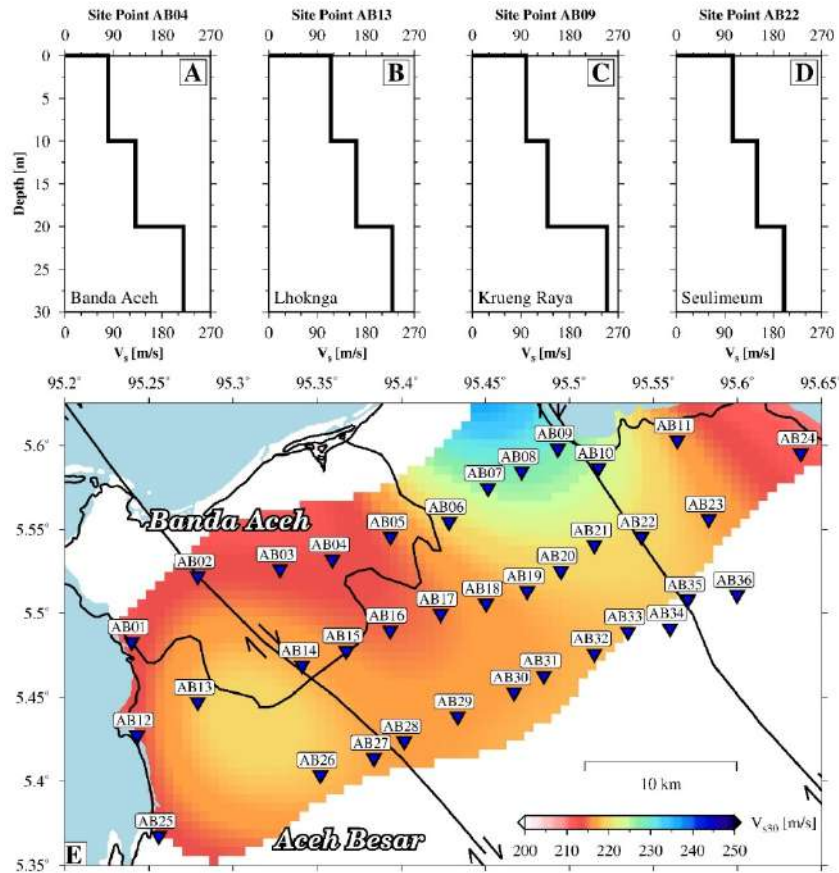 Site Point AB04 Site Point AB13 Site Point AB09 Site Point AB22
0 90 180 270 0 90 180 270 0 90 180 270 0 90 180 270
0
5
10
15
20
25
30
Depth [m]
A
B
C
D
Banda Aceh
Lhoknga
Krueng Raya
Seulimeum
0 90 180 270 0 90 180 270 0 90 180 270 0 90 180 270
Vs [m/s] Vs [m/s] Vs [m/s] Vs [m/s]
95.2° 95.25° 95.3° 95.35° 95.4° 95.45° 95.5° 95.55° 95.6° 95.65°
5.6°
5.55°
5.5°
5.45°
5.4°
5.35°
AB09
AB11
AB24
AB10
AB08
AB07
AB23
AB06
AB05
Banda Aceh
AB22
AB21
AB04
AB03
AB02
AB20
AB19
AB18
AB35
AB36
AB17
AB16
AB34
AB33
AB01
AB15
AB14
AB32
AB31
AB30
AB13
AB29
AB12
AB28
AB27
AB26
10 km
AB25
Aceh Besar
Vs30 [m/s]
200 210 220 230 240 250
E